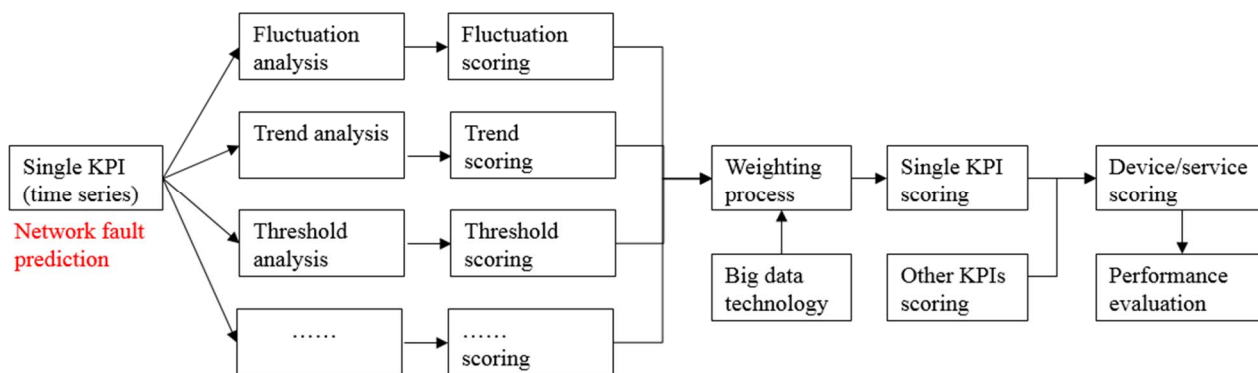 Single KPI
(time series)
Network fault
prediction
Fluctuation
analysis
Fluctuation
scoring
Trend analysis
Trend
scoring
Threshold
analysis
Threshold
scoring
……
……
scoring
Weighting
process
Big data
technology
Single KPI
scoring
Other KPIs
scoring
Device/service
scoring
Performance
evaluation